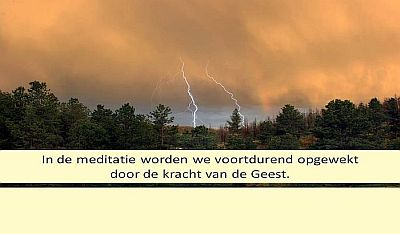 In de meditatie worden we voortdurend opgewekt
door de kracht van de Geest.